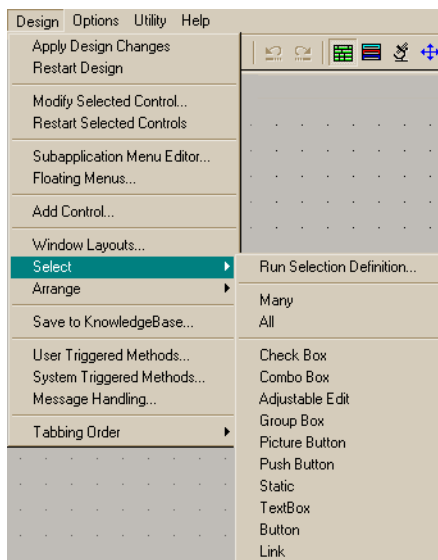 Design Options Utility Help
Apply Design Changes
Restart Design
Modify Selected Control...
Restart Selected Controls
Subapplication Menu Editor...
Floating Menus...
Add Control...
Window Layouts...
Select
Arrange
Save to KnowledgeBase...
User Triggered Methods...
System Triggered Methods...
Message Handling...
Tabbing Order
Run Selection Definition...
Many
All
Check Box
Combo Box
Adjustable Edit
Group Box
Picture Button
Push Button
Static
TextBox
Button
Link